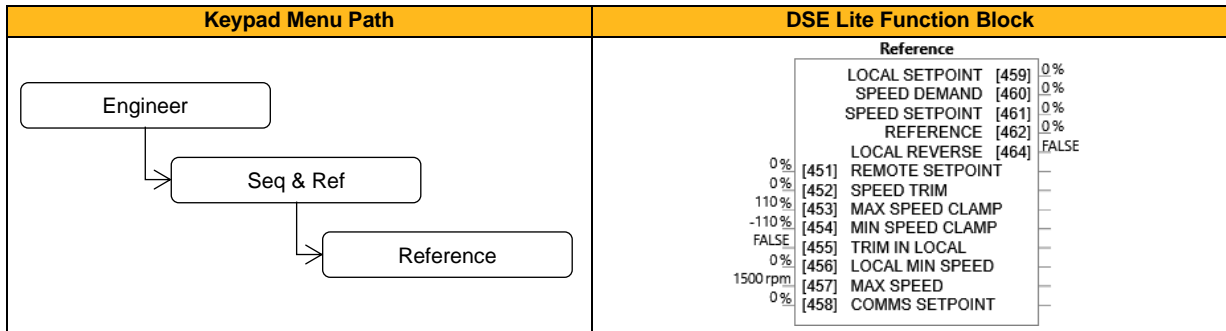 Keypad Menu Path
DSE Lite Function Block
Engineer
Seq & Ref
Reference
Reference
LOCAL SETPOINT [459] 0 %
SPEED DEMAND [460] 0 %
SPEED SETPOINT [461] 0 %
REFERENCE [462] 0 %
LOCAL REVERSE [464] FALSE
0 % [451] REMOTE SETPOINT
0 % [452] SPEED TRIM
110 % [453] MAX SPEED CLAMP
-110 % [454] MIN SPEED CLAMP
FALSE [455] TRIM IN LOCAL
0 % [456] LOCAL MIN SPEED
1500 rpm [457] MAX SPEED
0 % [458] COMMS SETPOINT